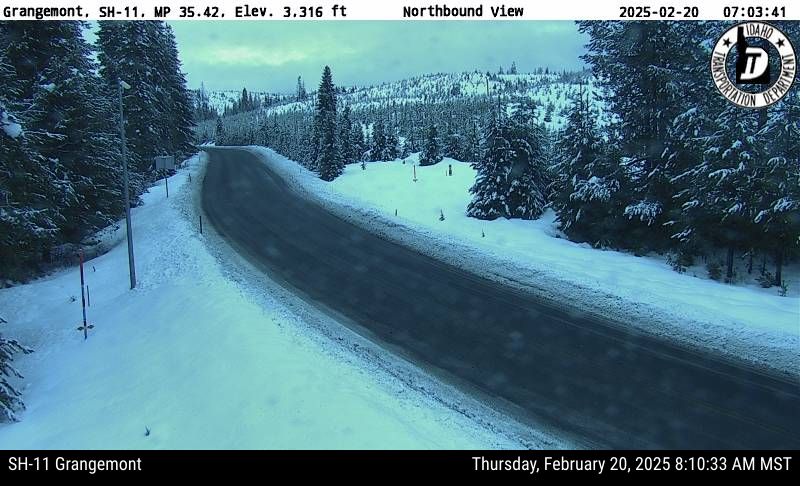 Grangemont, SH-11, MP 35.42, Elev. 3,316 ft Northbound View 2025-02-20 07:03:41
IDAHO
TRANSPORTATION DEPARTMENT
SH-11 Grangemont Thursday, February 20, 2025 8:10:33 AM MST